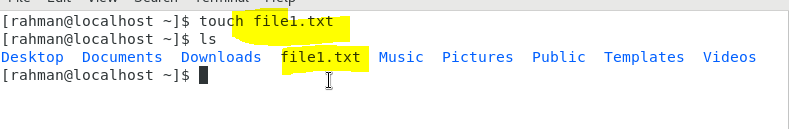 [rahman@localhost ~]$ touch file1.txt
[rahman@localhost ~]$ ls
Desktop Documents Downloads file1.txt Music Pictures Public Templates Videos
[rahman@localhost ~]$